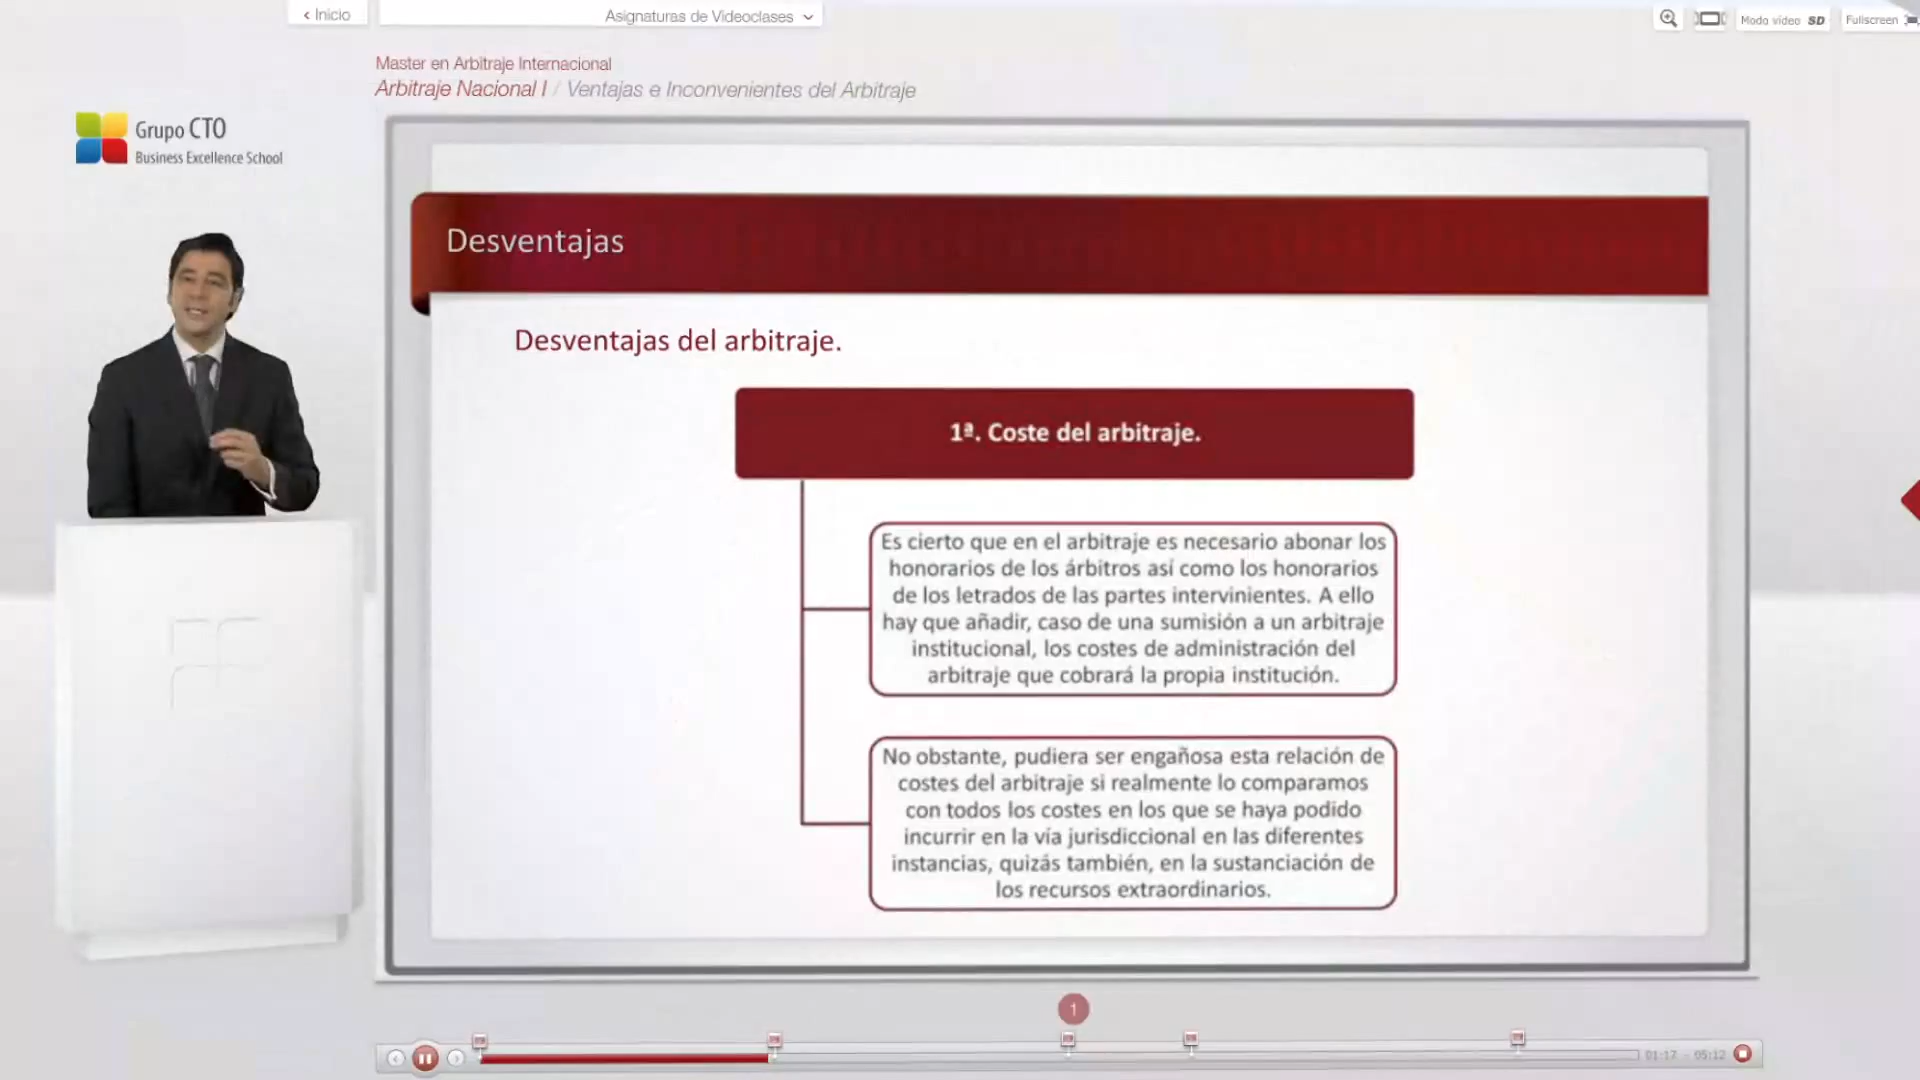 ‹ Inicio
Asignaturas de Videoclases
Modo video SD
Fullscreen
Master en Arbitraje Internacional
Arbitraje Nacional I / Ventajas e Inconvenientes del Arbitraje
Grupo CTO
Business Excellence School
Desventajas
Desventajas del arbitraje.
1ª. Coste del arbitraje.
Es cierto que en el arbitraje es necesario abonar los
honorarios de los árbitros así como los honorarios
de los letrados de las partes intervinientes. A ello
hay que añadir, caso de una sumisión a un arbitraje
institucional, los costes de administración del
arbitraje que cobrará la propia institución.
No obstante, pudiera ser engañosa esta relación de
costes del arbitraje si realmente lo comparamos
con todos los costes en los que se haya podido
incurrir en la vía jurisdiccional en las diferentes
instancias, quizás también, en la sustanciación de
los recursos extraordinarios.
1
01:17 - 05:12